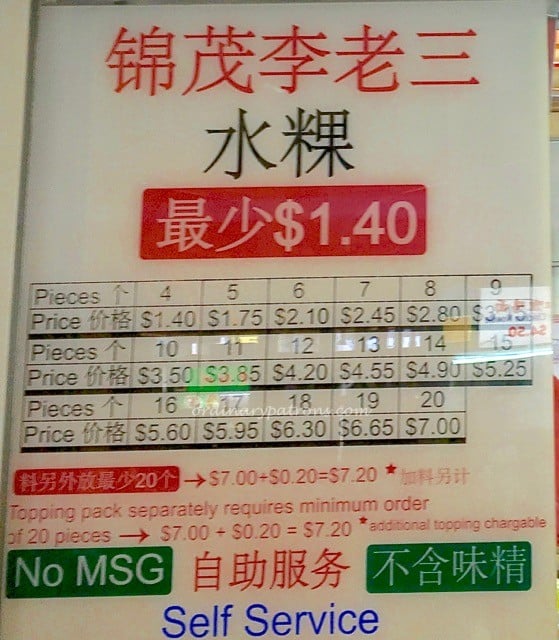 锦茂李老三
水粿
最少$1.40
Pieces 个 4 5 6 7 8 9
Price 价格 $1.40 $1.75 $2.10 $2.45 $2.80
Pieces 个 10 11 12 13 14 15
Price 价格 $3.50 $3.85 $4.20 $4.55 $4.90 $5.25
Pieces 个 16 17 18 19 20
ordinarypatrons.com
Price 价格 $5.60 $5.95 $6.30 $6.65 $7.00
料另外放最少20个 → $7.00+$0.20=$7.20 *加料另计
Topping pack separately requires minimum order
of 20 pieces → $7.00 + $0.20 = $7.20 *additional topping chargable
No MSG 自助服务 不含味精
Self Service